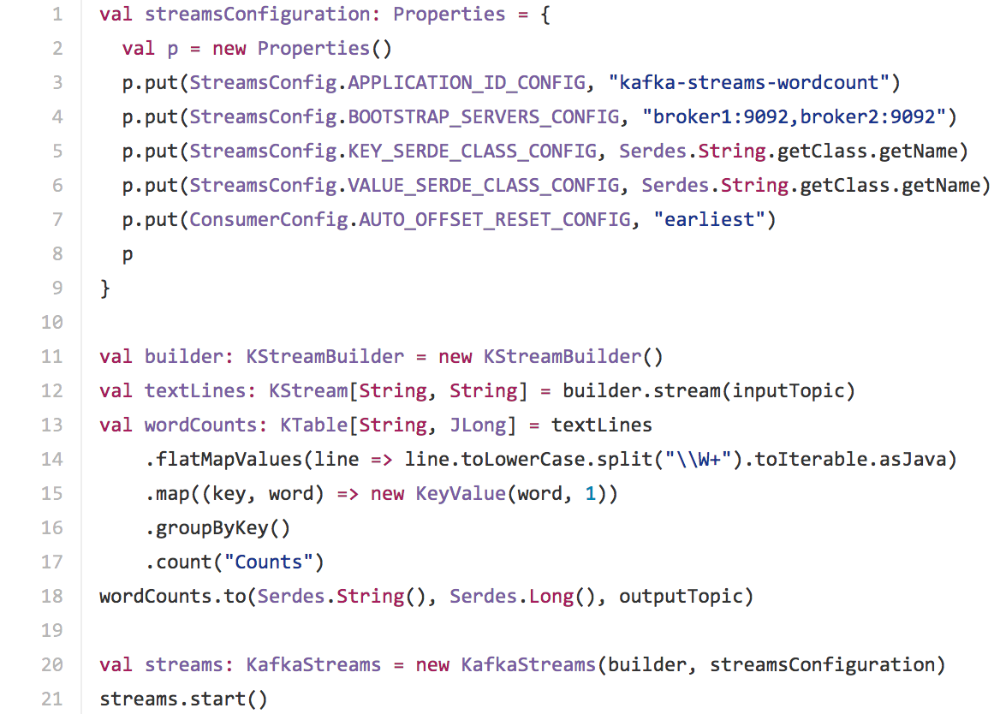 1 val streamsConfiguration: Properties = {
2   val p = new Properties()
3   p.put(StreamsConfig.APPLICATION_ID_CONFIG, "kafka-streams-wordcount")
4   p.put(StreamsConfig.BOOTSTRAP_SERVERS_CONFIG, "broker1:9092,broker2:9092")
5   p.put(StreamsConfig.KEY_SERDE_CLASS_CONFIG, Serdes.String.getClass.getName)
6   p.put(StreamsConfig.VALUE_SERDE_CLASS_CONFIG, Serdes.String.getClass.getName)
7   p.put(ConsumerConfig.AUTO_OFFSET_RESET_CONFIG, "earliest")
8   p
9 }
10
11 val builder: KStreamBuilder = new KStreamBuilder()
12 val textLines: KStream[String, String] = builder.stream(inputTopic)
13 val wordCounts: KTable[String, JLong] = textLines
14     .flatMapValues(line => line.toLowerCase.split("\\W+").toIterable.asJava)
15     .map((key, word) => new KeyValue(word, 1))
16     .groupByKey()
17     .count("Counts")
18 wordCounts.to(Serdes.String(), Serdes.Long(), outputTopic)
19
20 val streams: KafkaStreams = new KafkaStreams(builder, streamsConfiguration)
21 streams.start()